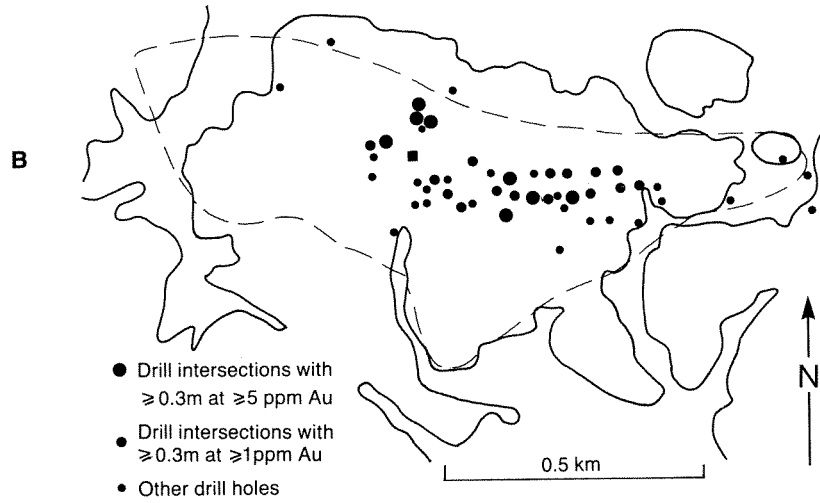 B
Drill intersections with
⩾0.3m at ⩾5 ppm Au
Drill intersections with
⩾0.3m at ⩾1ppm Au
Other drill holes
0.5 km
N